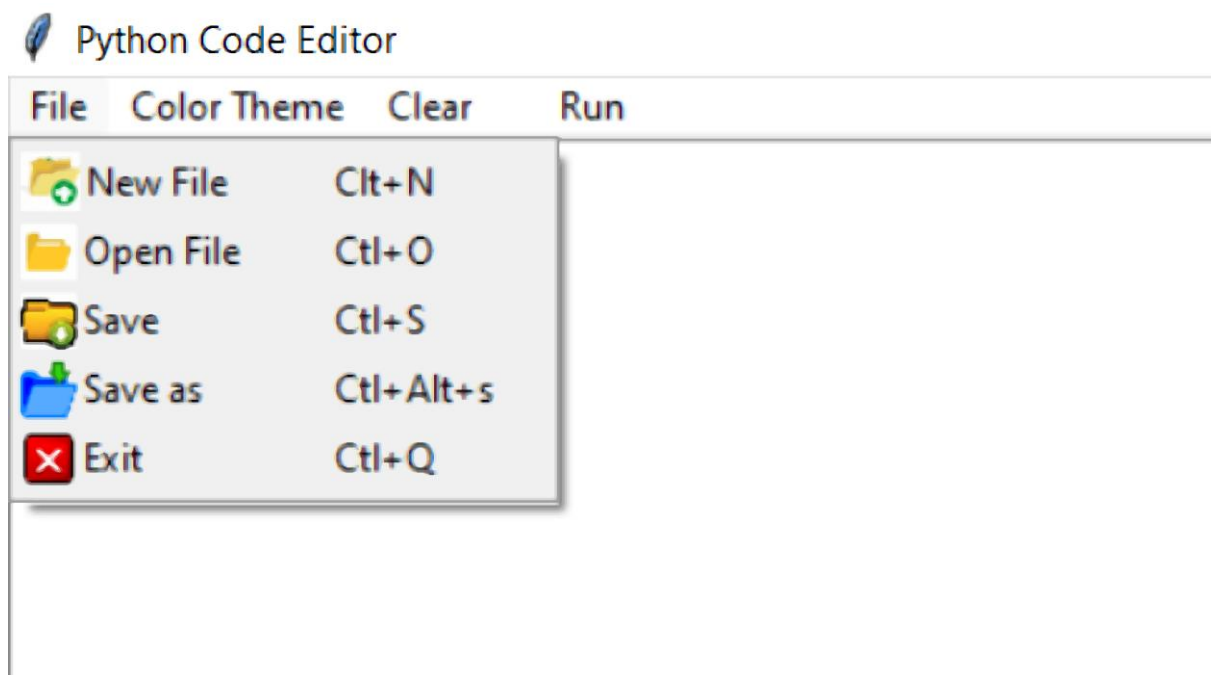 Python Code Editor
File Color Theme Clear Run
New File Clt+N
Open File Ctl+O
Save Ctl+S
Save as Ctl+Alt+s
Exit Ctl+Q